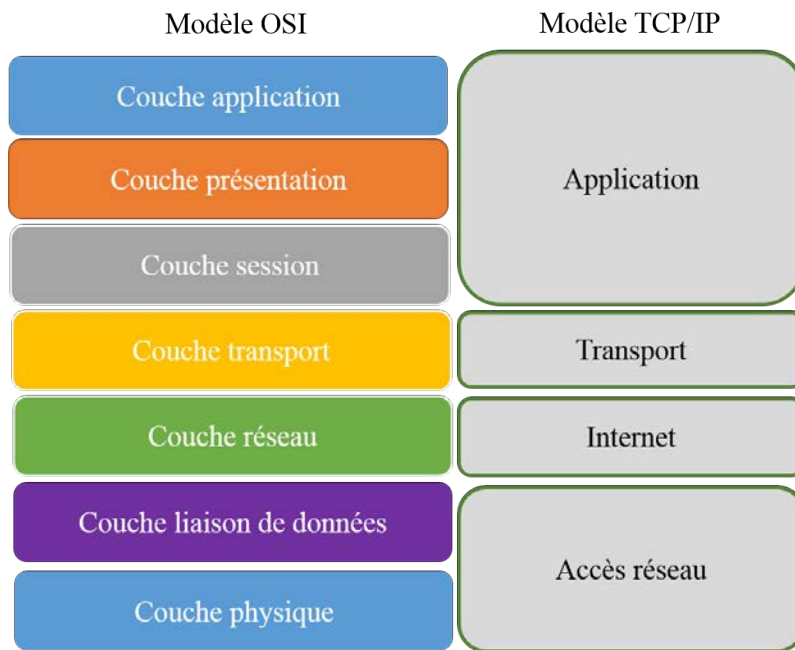 Modèle OSI
Modèle TCP/IP
Couche application
Couche présentation
Couche session
Couche transport
Couche réseau
Couche liaison de données
Couche physique
Application
Transport
Internet
Accès réseau